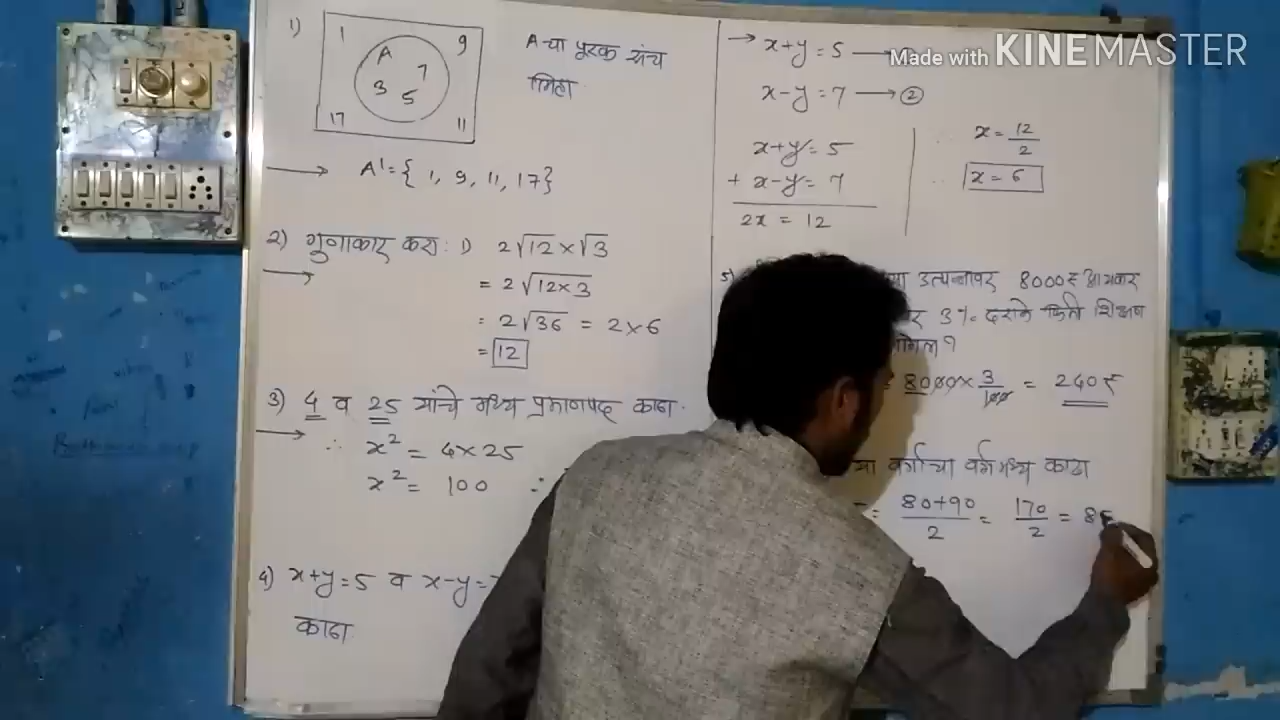 1)
1
9
A
7
3
5
17
11
A चा पूरक संच
लिहा.
A'={ 1, 9, 11, 17}
2) गुणाकार करा: 1) 2√12 × √3
= 2√12×3
= 2√36 = 2×6
= 12
3) 4 व 25 यांचे मध्य प्रमाणपद काढा.
∴ x² = 4×25
x² = 100
4) x+y=5 व x-y=
काढा
→ x+y=5
x-y=7 → ②
x+y=5
+ x-y=7
2x = 12
∴ x = 12/2
∴ x = 6
उत्पन्नावर 8000₹ आयकर
3% दराने किती शिक्षण
8000 × 3/100 = 240₹
या वर्गाचा वर्गमध्य काढा
= 80+90/2 = 170/2 = 85
Made with KINEMASTER